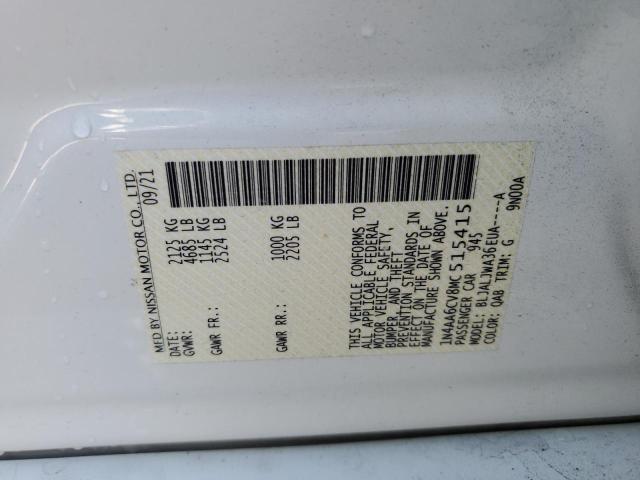 MFD BY NISSAN MOTOR CO., LTD.
DATE: 09/21
GVWR: 2125 KG
4685 LB
GAWR FR: 1145 KG
2524 LB
GAWR RR: 1000 KG
2205 LB
THIS VEHICLE CONFORMS TO
ALL APPLICABLE FEDERAL
MOTOR VEHICLE SAFETY,
BUMPER, AND THEFT
PREVENTION STANDARDS IN
EFFECT ON THE DATE OF
MANUFACTURE SHOWN ABOVE.
1N4AA6CV8MC515415
PASSENGER CAR 945
MODEL: BLJALJWA36EUA----A
COLOR: QAB TRIM: G 9N00A